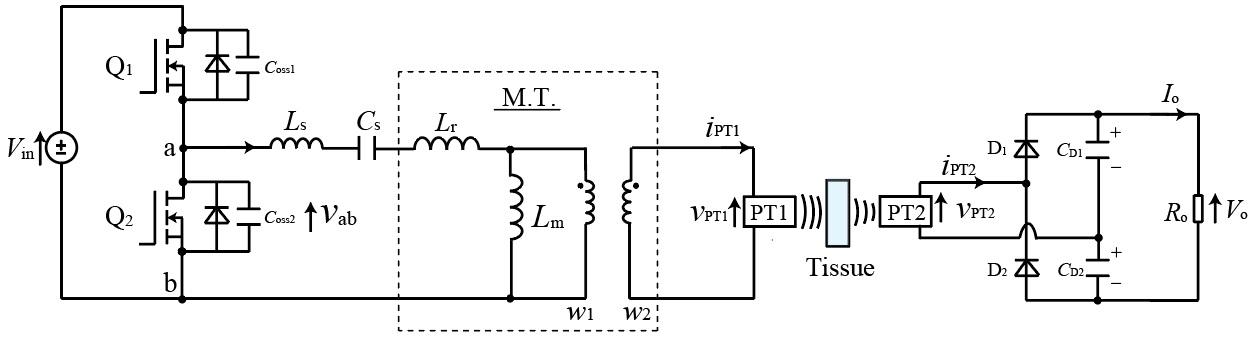 Q1
Coss1
Vin
a
Ls
Cs
Lr
M.T.
Lm
w1
w2
Q2
Coss2
vab
b
iPT1
vPT1
PT1
Tissue
PT2
iPT2
vPT2
D1
CD1
+
−
Io
Ro
Vo
D2
CD2
+
−
±